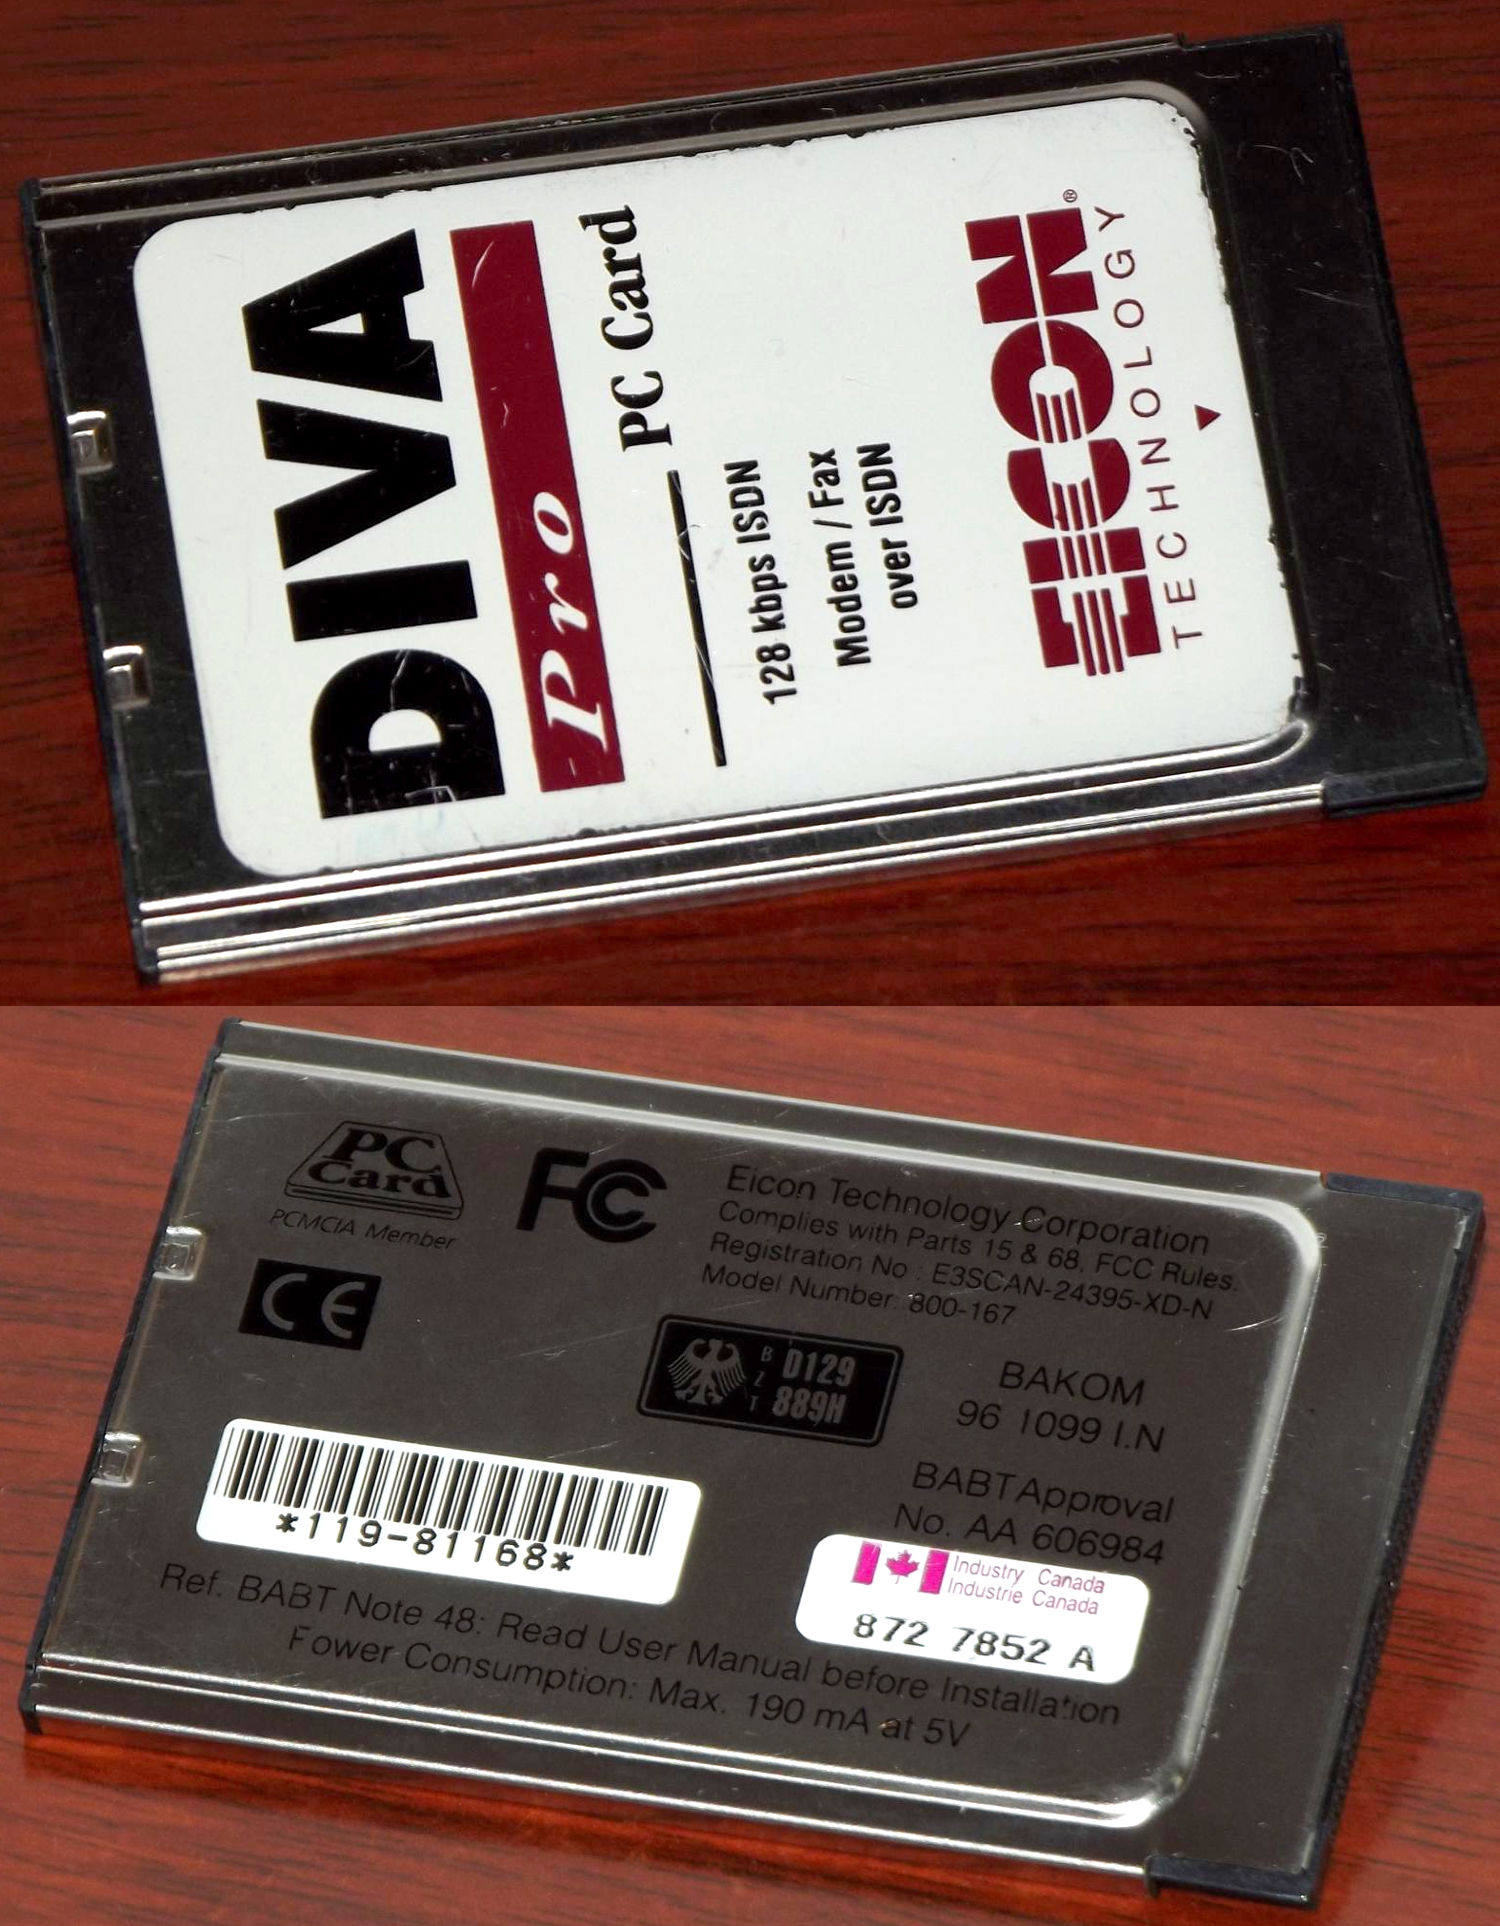 DIVA
Pro
PC Card
128 kbps ISDN
Modem / Fax
over ISDN
EICON®
TECHNOLOGY
PC
Card
PCMCIA Member
FC
Eicon Technology Corporation
Complies with Parts 15 & 68, FCC Rules.
Registration No : E3SCAN-24395-XD-N
Model Number: 800-167
CE
BZT
D129
889H
BAKOM
96 1099 I.N
BABT Approval
No. AA 606984
*119-81168*
Industry Canada
Industrie Canada
872 7852 A
Ref. BABT Note 48: Read User Manual before Installation
Power Consumption: Max. 190 mA at 5V